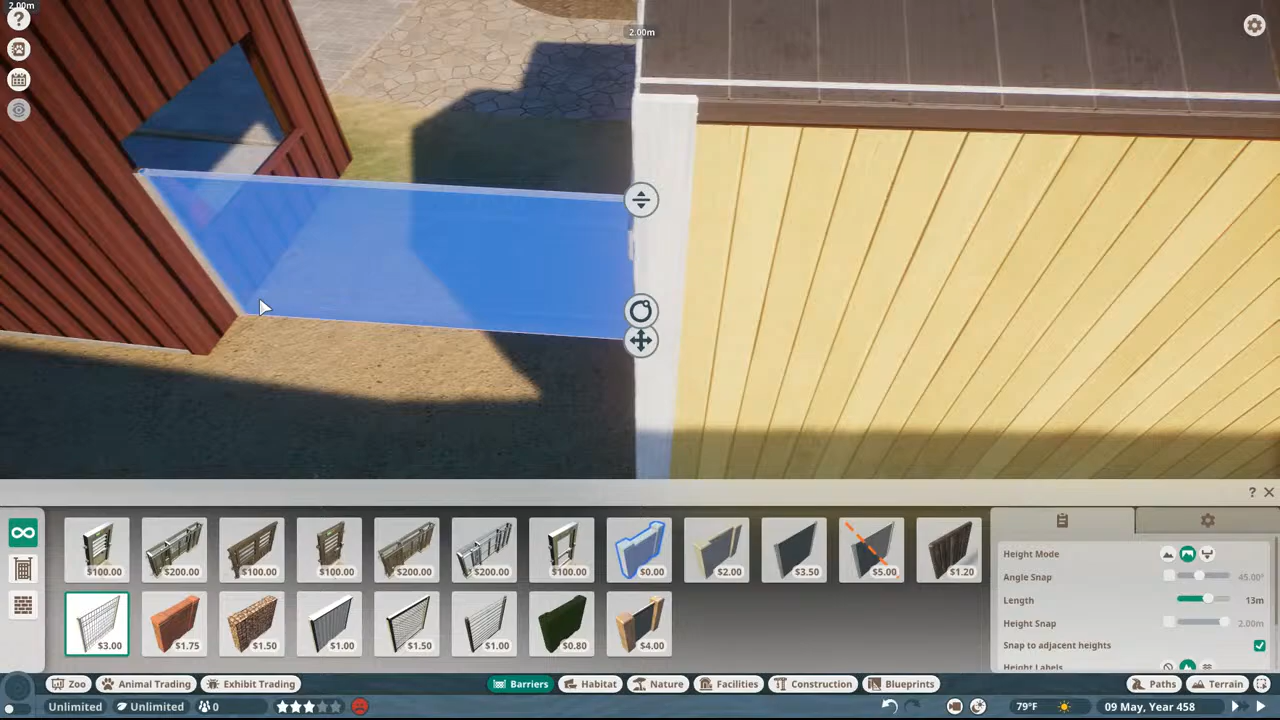 2.00m
2.00m
?
? ×
$100.00 $200.00 $100.00 $100.00 $200.00 $200.00 $100.00 $0.00 $2.00 $3.50 $5.00 $1.20
$3.00 $1.75 $1.50 $1.00 $1.50 $1.00 $0.80 $4.00
Height Mode
Angle Snap 45.00°
Length 13m
Height Snap 2.00m
Snap to adjacent heights
Height Labels
Zoo Animal Trading Exhibit Trading Barriers Habitat Nature Facilities Construction Blueprints Paths Terrain
Unlimited Unlimited 0 79°F 09 May, Year 458